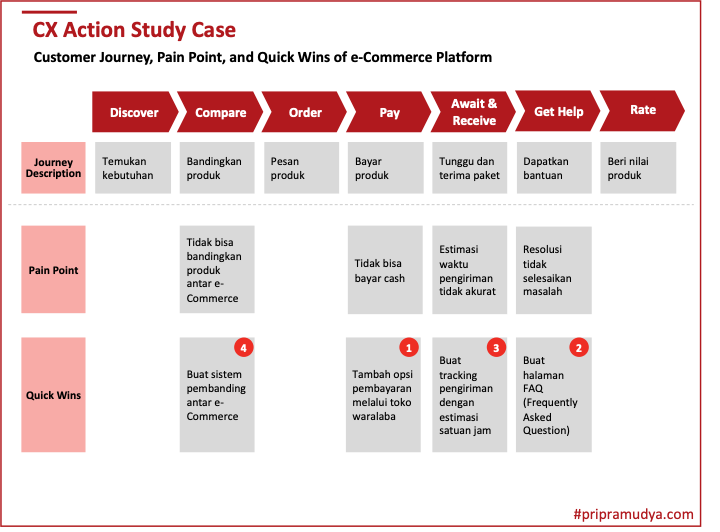 CX Action Study Case
Customer Journey, Pain Point, and Quick Wins of e-Commerce Platform
Discover
Compare
Order
Pay
Await &
Receive
Get Help
Rate
Journey
Description
Temukan
kebutuhan
Bandingkan
produk
Pesan
produk
Bayar
produk
Tunggu dan
terima paket
Dapatkan
bantuan
Beri nilai
produk
Pain Point
Tidak bisa
bandingkan
produk
antar e-
Commerce
Tidak bisa
bayar cash
Estimasi
waktu
pengiriman
tidak akurat
Resolusi
tidak
selesaikan
masalah
Quick Wins
4
Buat sistem
pembanding
antar e-
Commerce
1
Tambah opsi
pembayaran
melalui toko
waralaba
3
Buat
tracking
pengiriman
dengan
estimasi
satuan jam
2
Buat
halaman
FAQ
(Frequently
Asked
Question)
#pripramudya.com